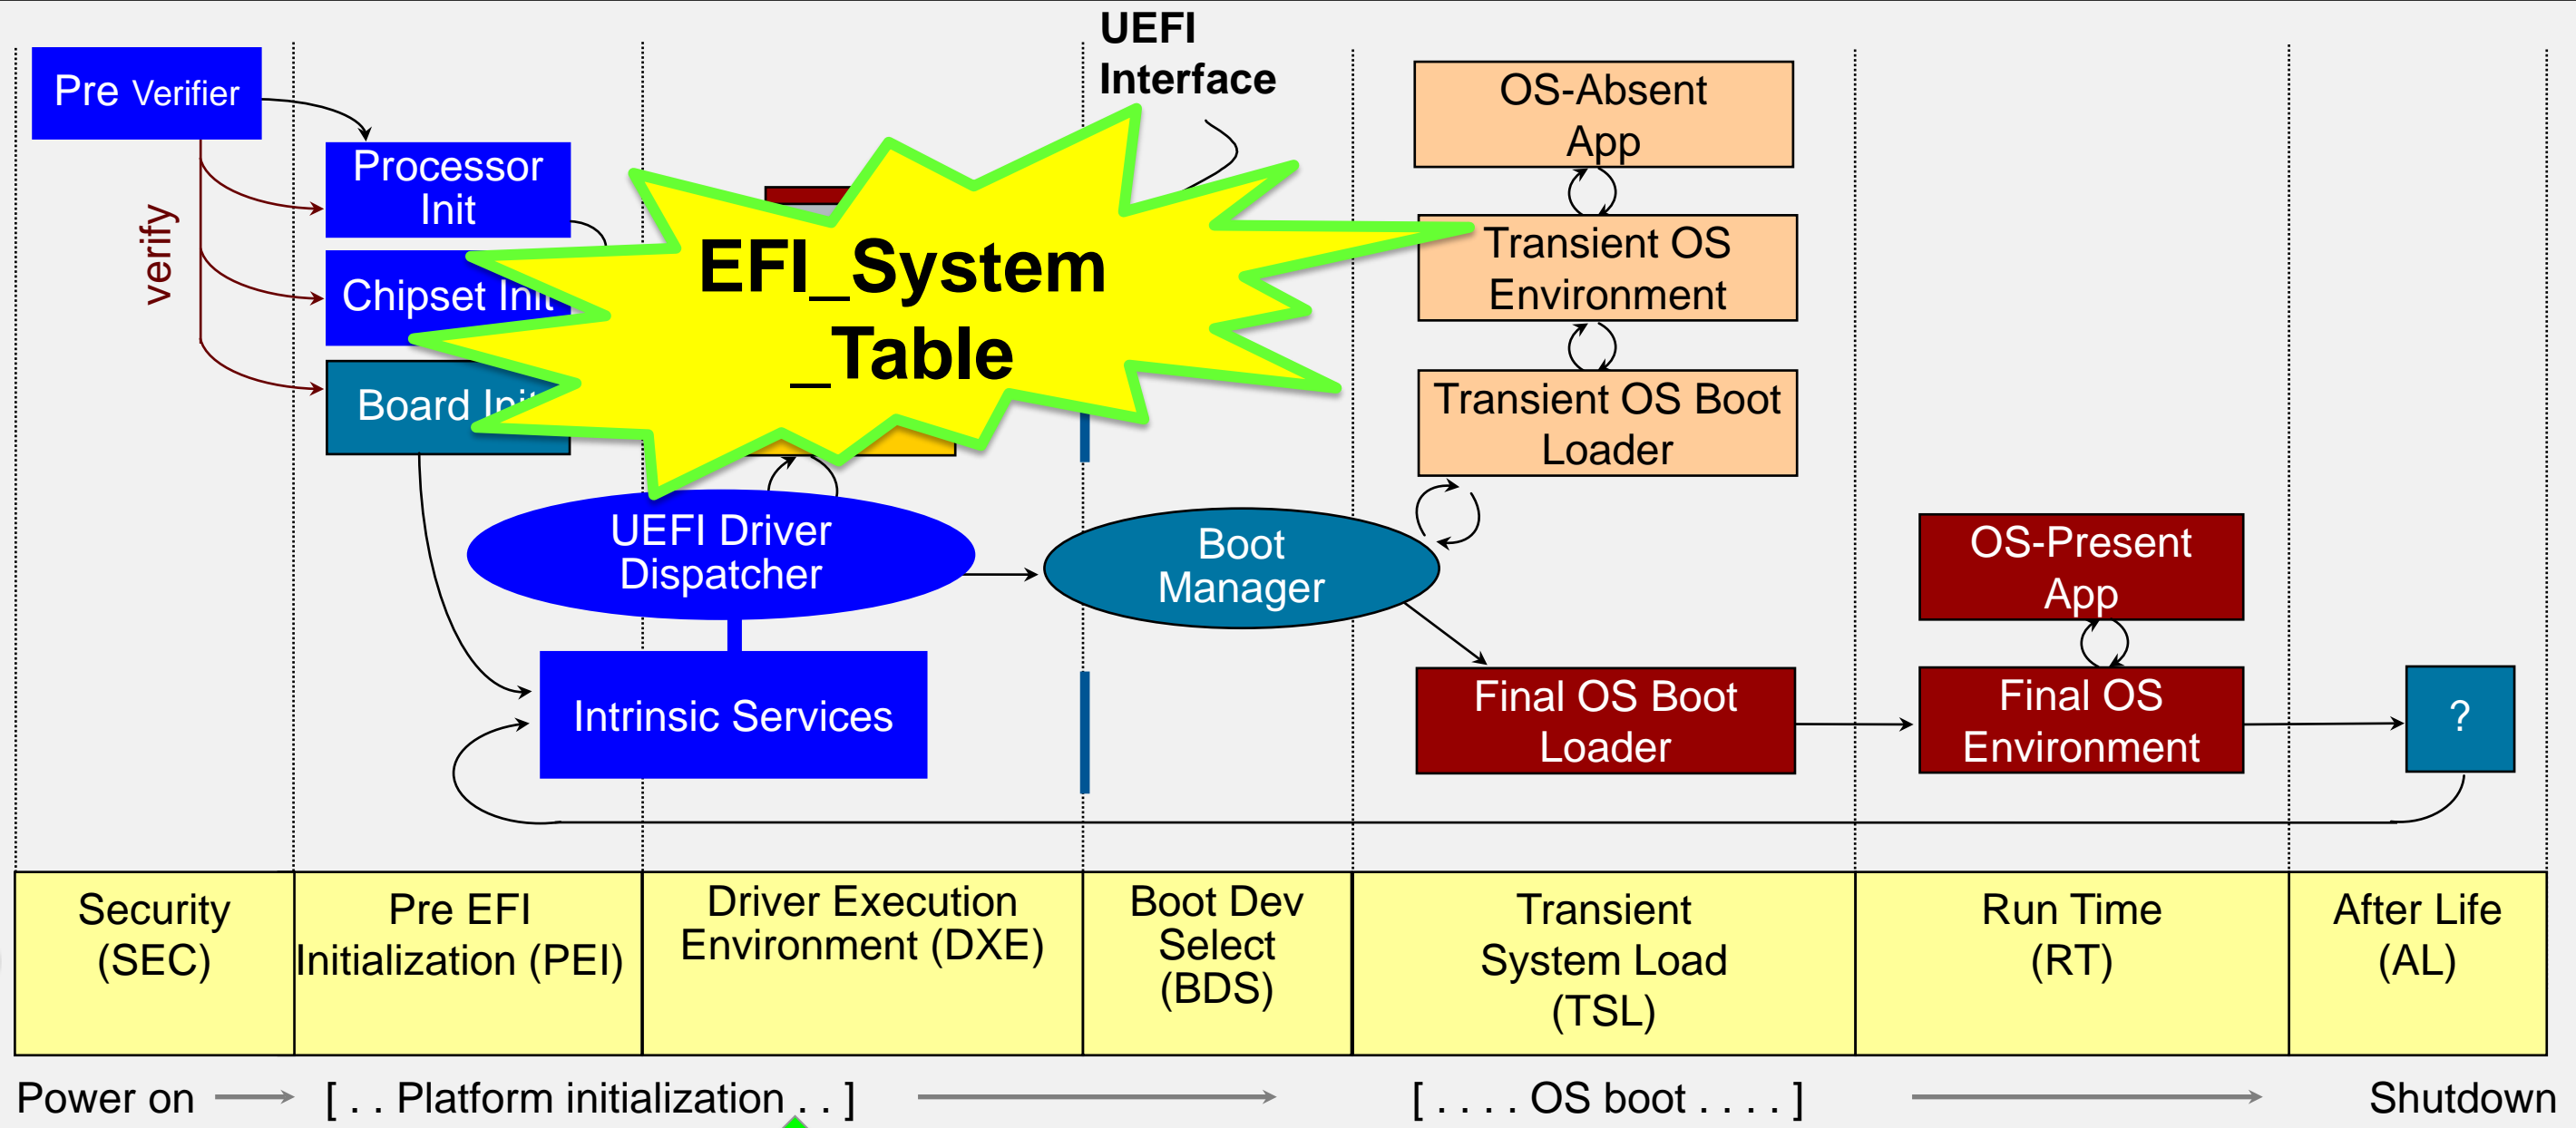 UEFI
Interface
Pre Verifier
verify
Processor
Init
Chipset Init
Board Init
EFI_System
_Table
OS-Absent
App
Transient OS
Environment
Transient OS Boot
Loader
UEFI Driver
Dispatcher
Boot
Manager
OS-Present
App
Intrinsic Services
Final OS Boot
Loader
Final OS
Environment
?
Security
(SEC)
Pre EFI
Initialization (PEI)
Driver Execution
Environment (DXE)
Boot Dev
Select
(BDS)
Transient
System Load
(TSL)
Run Time
(RT)
After Life
(AL)
Power on
[ . . Platform initialization . . ]
[ . . . . OS boot . . . . ]
Shutdown